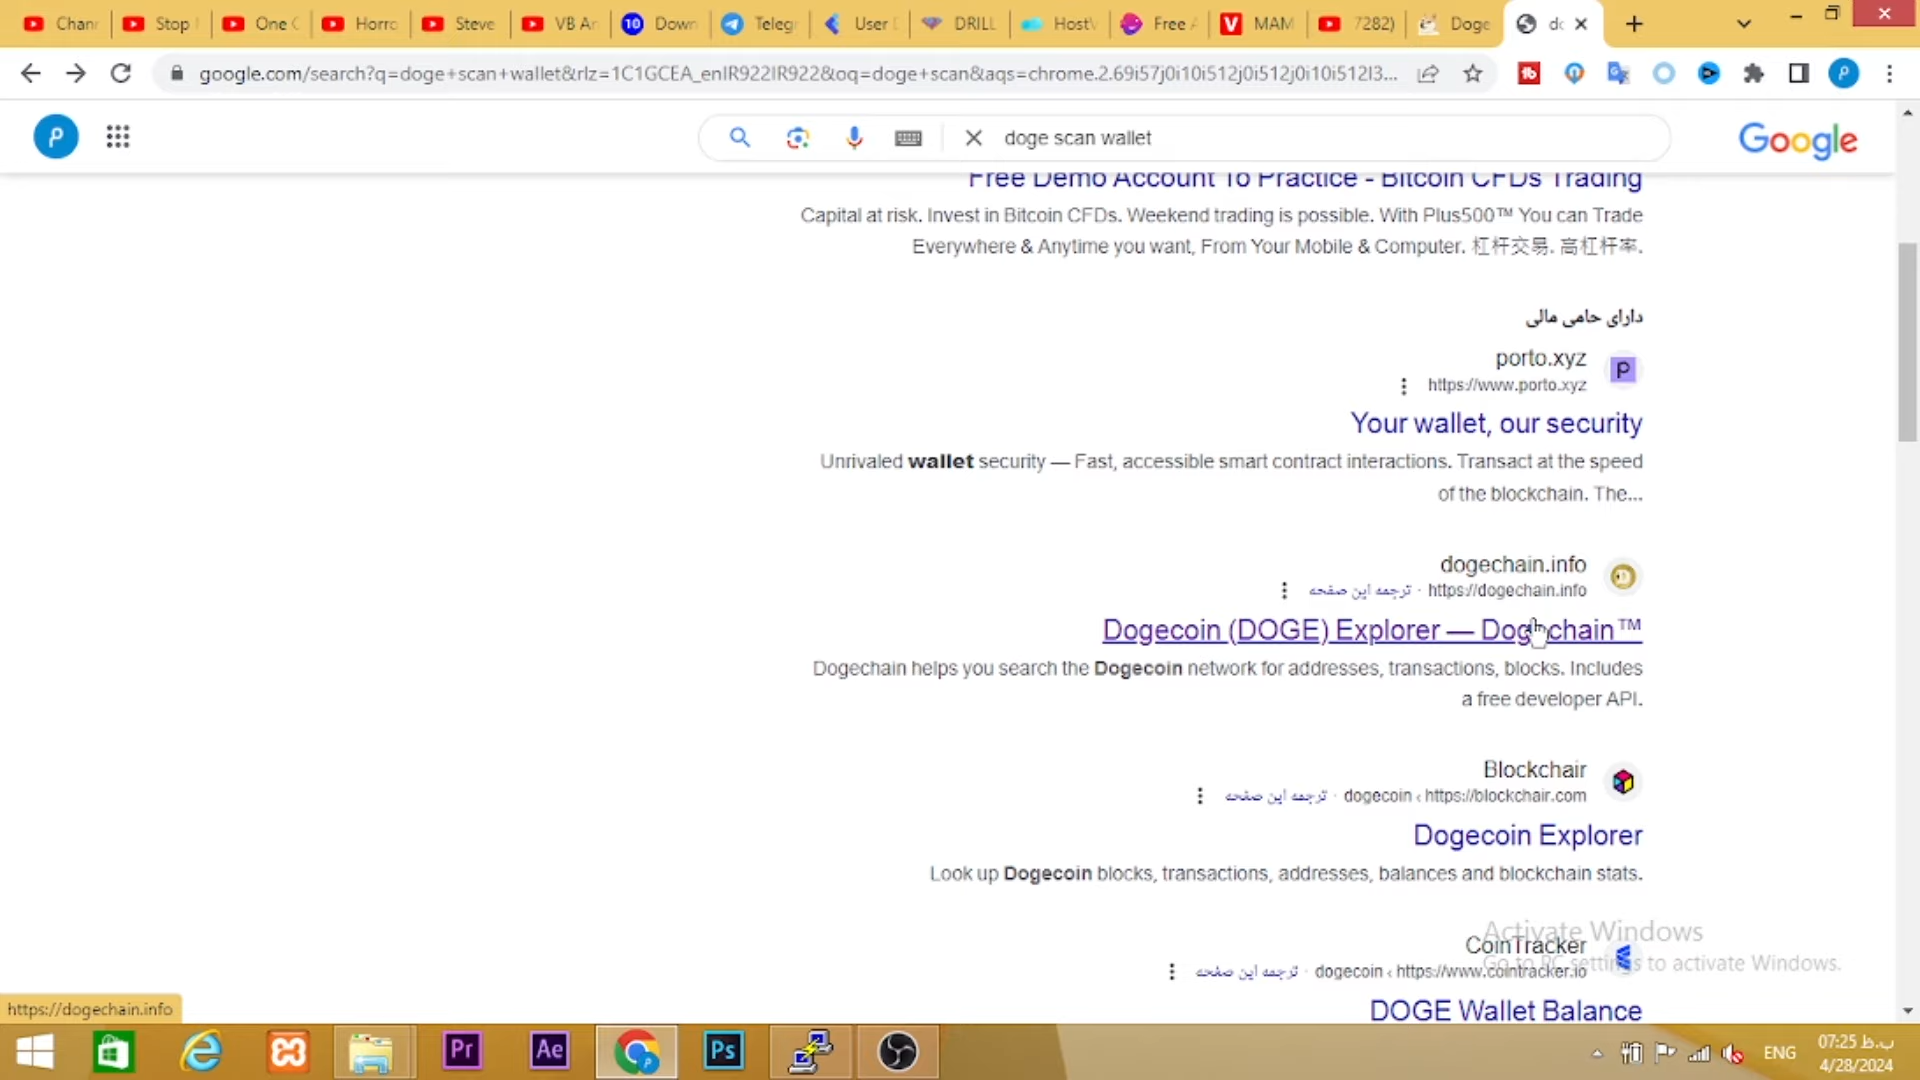 Chan
Stop
One
Horro
Steve
VB An
10 Down
Teleg
User
DRILL
Host
Free
V MAM
7282)
Doge
google.com/search?q=doge+scan+wallet&rlz=1C1GCEA_enIR922IR922&oq=doge+scan&aqs=chrome.2.69i57j0i10i512j0i512j0i10i512l3...
doge scan wallet
Google
Free Demo Account To Practice - Bitcoin CFDs Trading
Capital at risk. Invest in Bitcoin CFDs. Weekend trading is possible. With Plus500™ You can Trade
Everywhere & Anytime you want, From Your Mobile & Computer. 杠杆交易. 高杠杆率.
دارای حامی مالی
porto.xyz
https://www.porto.xyz
Your wallet, our security
Unrivaled wallet security — Fast, accessible smart contract interactions. Transact at the speed
of the blockchain. The...
dogechain.info
https://dogechain.info · ترجمه این صفحه
Dogecoin (DOGE) Explorer — Dogechain™
Dogechain helps you search the Dogecoin network for addresses, transactions, blocks. Includes
a free developer API.
Blockchair
https://blockchair.com › dogecoin · ترجمه این صفحه
Dogecoin Explorer
Look up Dogecoin blocks, transactions, addresses, balances and blockchain stats.
CoinTracker
https://www.cointracker.io › dogecoin · ترجمه این صفحه
DOGE Wallet Balance
Activate Windows
Go to PC settings to activate Windows.
https://dogechain.info
Pr
Ae
Ps
ENG
07:25 ب.ظ
4/28/2024